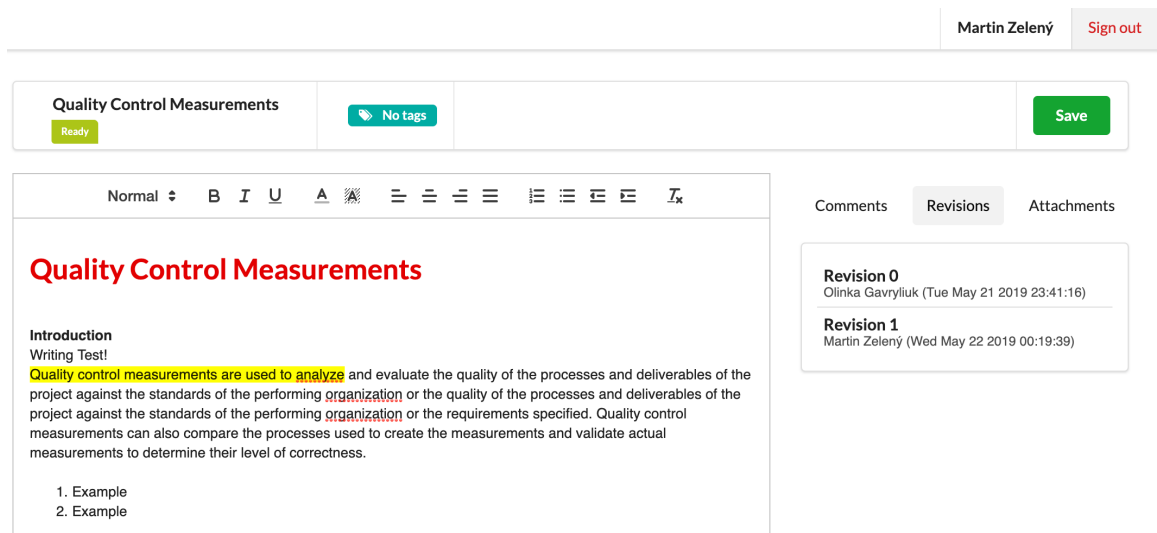 Martin Zelený Sign out
Quality Control Measurements
Ready
No tags
Save
Normal B I U A A Tx
Comments Revisions Attachments
Quality Control Measurements
Introduction
Writing Test!
Quality control measurements are used to analyze and evaluate the quality of the processes and deliverables of the
project against the standards of the performing organization or the quality of the processes and deliverables of the
project against the standards of the performing organization or the requirements specified. Quality control
measurements can also compare the processes used to create the measurements and validate actual
measurements to determine their level of correctness.
1. Example
2. Example
Revision 0
Olinka Gavryliuk (Tue May 21 2019 23:41:16)
Revision 1
Martin Zelený (Wed May 22 2019 00:19:39)